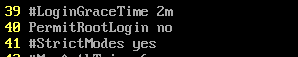 39 #LoginGraceTime 2m
40 PermitRootLogin no
41 #StrictModes yes